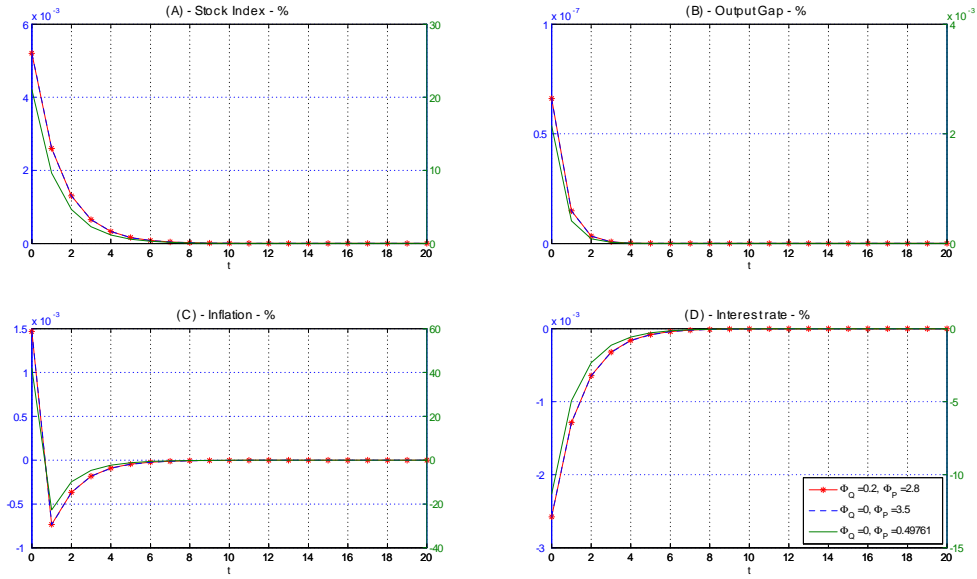 (A) - Stock Index - %
x 10^-3
6
4
2
0
30
20
10
0
0 2 4 6 8 10 12 14 16 18 20
t
(B) - Output Gap - %
x 10^-7
x 10^-3
1
0.5
0
4
2
0
0 2 4 6 8 10 12 14 16 18 20
t
(C) - Inflation - %
x 10^-3
1.5
1
0.5
0
-0.5
-1
60
40
20
0
-20
-40
0 2 4 6 8 10 12 14 16 18 20
t
(D) - Interest rate - %
x 10^-3
0
-1
-2
-3
0
-5
-10
-15
0 2 4 6 8 10 12 14 16 18 20
t
Φ_Q =0.2, Φ_P =2.8
Φ_Q =0, Φ_P =3.5
Φ_Q =0, Φ_P =0.49761